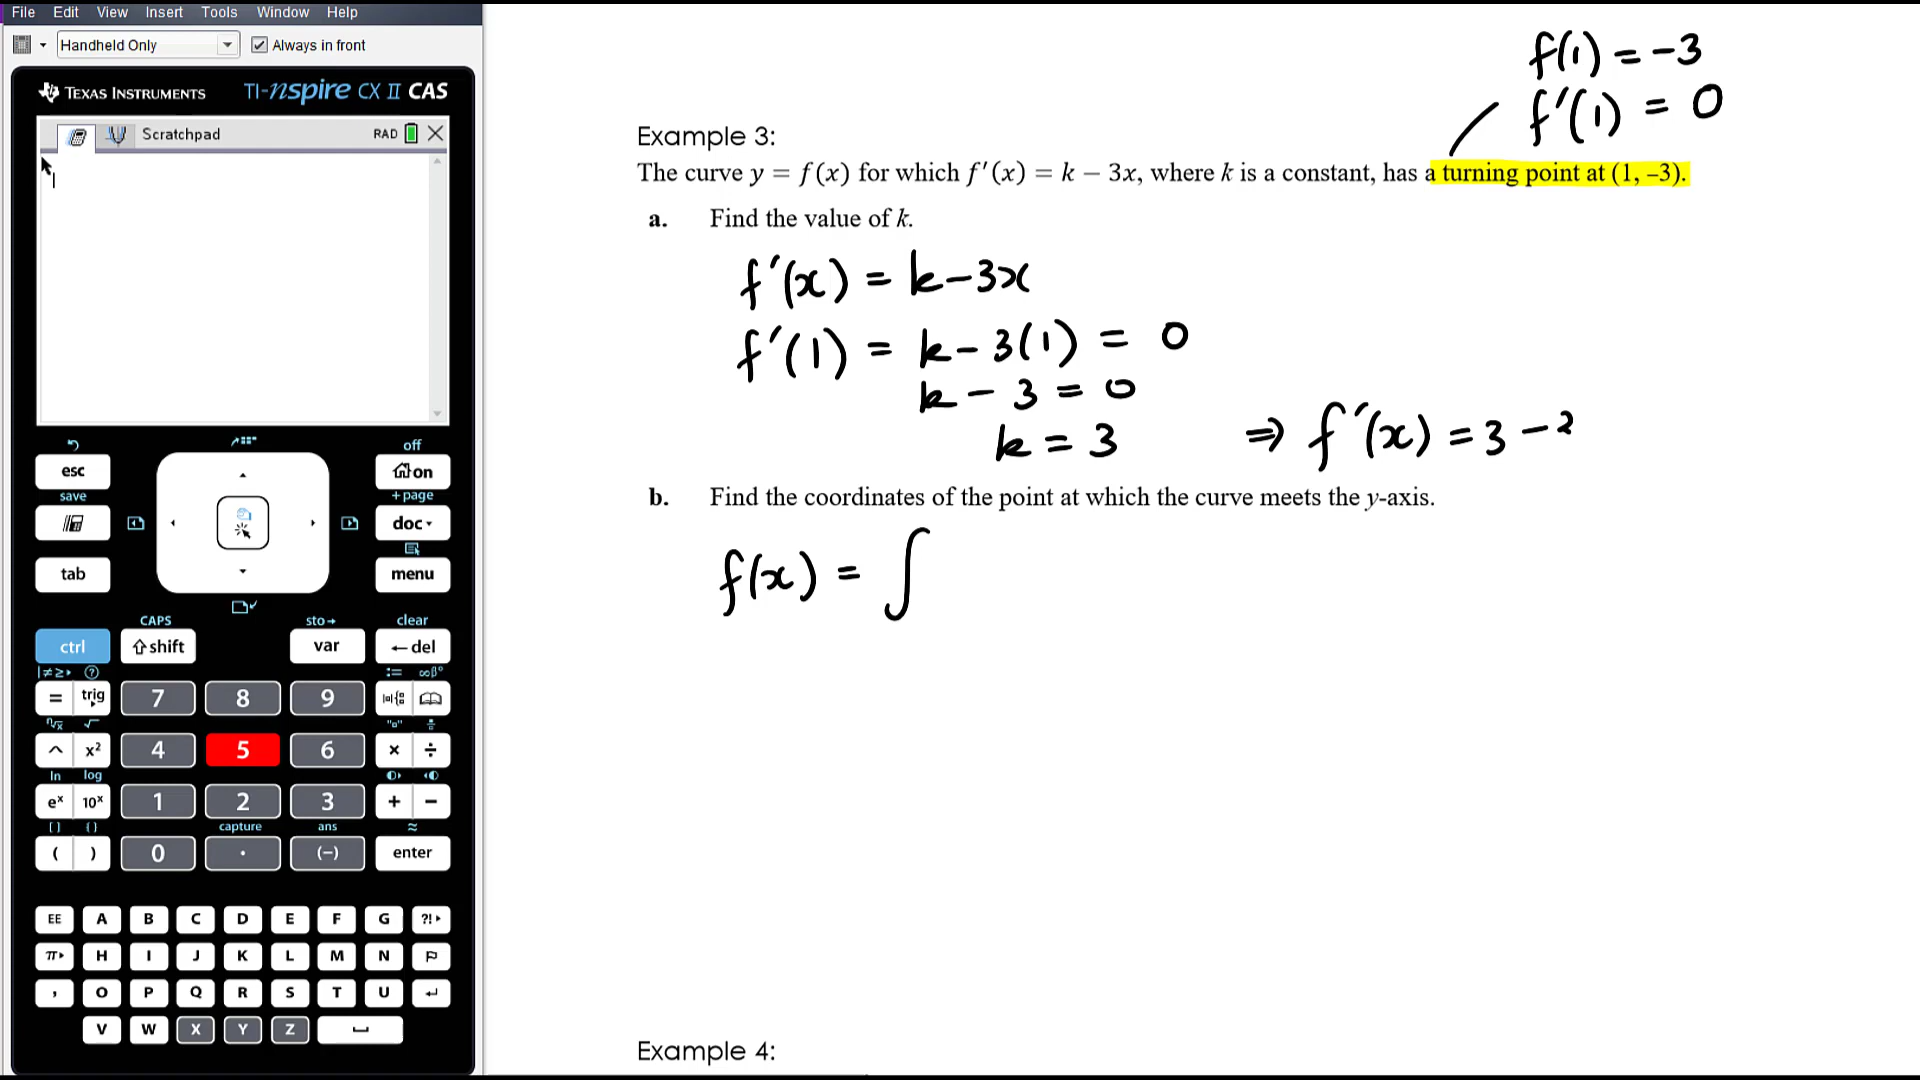 File Edit View Insert Tools Window Help
Handheld Only Always in front
TEXAS INSTRUMENTS TI-nspire CX II CAS
Scratchpad RAD
off
esc on
save +page
doc
tab menu
CAPS sto→ clear
ctrl ⇧shift var ←del
|≠≥▸ ? := ∞β°
= trig 7 8 9 |□|{
ⁿ√x √ "□" ÷
^ x² 4 5 6 × ÷
ln log
eˣ 10ˣ 1 2 3 + −
[ ] { } capture ans ≈
( ) 0 . (−) enter
EE A B C D E F G ?!▸
π▸ H I J K L M N
, O P Q R S T U ↵
V W X Y Z
f(1) = -3
f'(1) = 0
Example 3:
The curve y = f(x) for which f'(x) = k − 3x, where k is a constant, has a turning point at (1, –3).
a. Find the value of k.
f'(x) = k-3x
f'(1) = k-3(1) = 0
k-3=0
k=3 ⇒ f'(x) = 3 - 2
b. Find the coordinates of the point at which the curve meets the y-axis.
f(x) = ∫
Example 4: